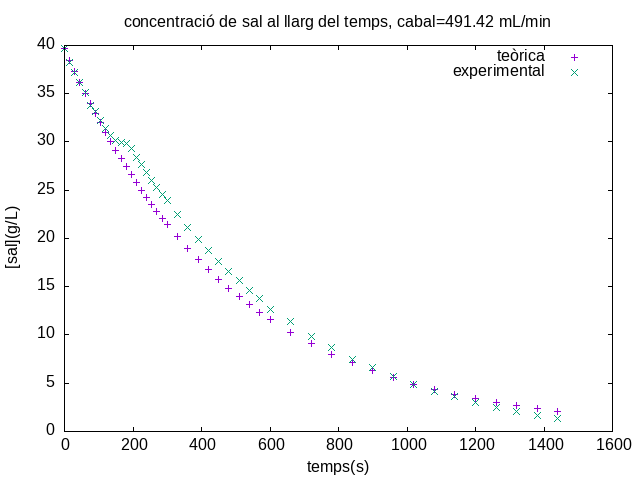 concentració de sal al llarg del temps, cabal=491.42 mL/min
teòrica
experimental
40
35
30
25
20
15
10
5
0
[sal](g/L)
0 200 400 600 800 1000 1200 1400 1600
temps(s)